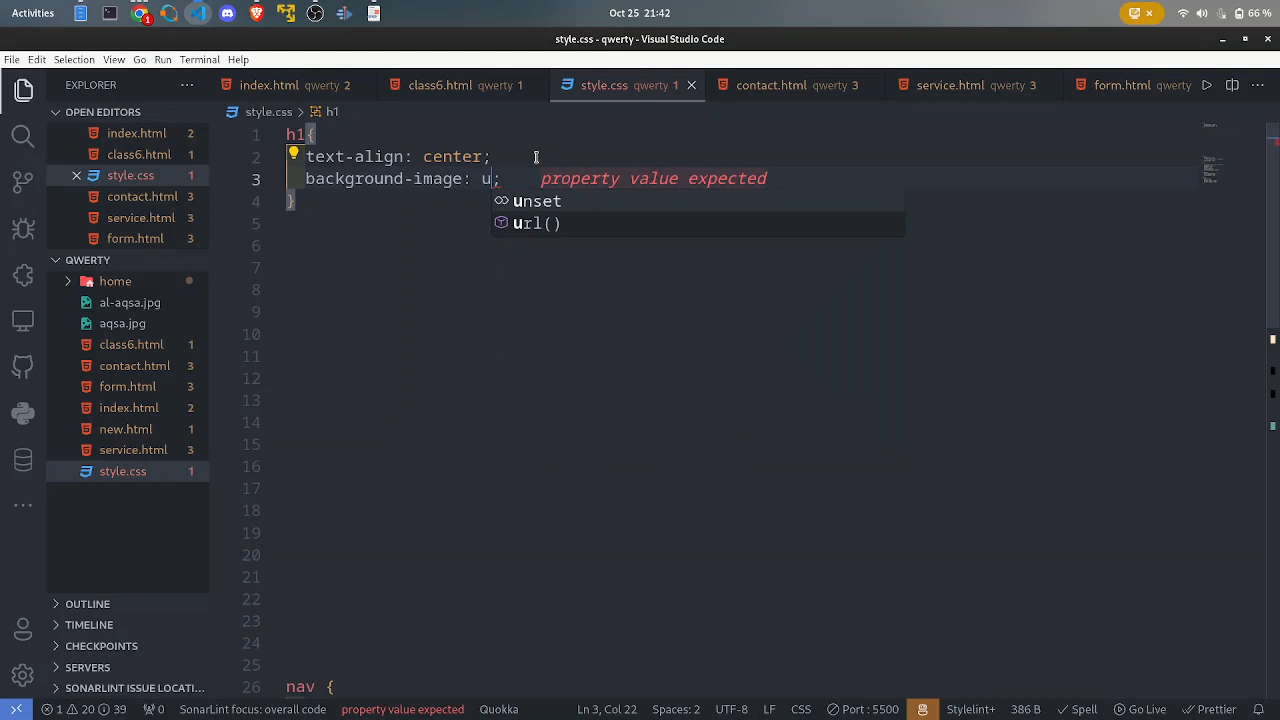 Activities
Oct 25 21:42
66 %
style.css - qwerty - Visual Studio Code
File Edit Selection View Go Run Terminal Help
EXPLORER
index.html qwerty 2
class6.html qwerty 1
style.css qwerty 1
contact.html qwerty 3
service.html qwerty 3
form.html qwerty
OPEN EDITORS
index.html 2
class6.html 1
style.css 1
contact.html 3
service.html 3
form.html 3
QWERTY
home
al-aqsa.jpg
aqsa.jpg
class6.html 1
contact.html 3
form.html 3
index.html 2
new.html 1
service.html 3
style.css 1
OUTLINE
TIMELINE
CHECKPOINTS
SERVERS
SONARLINT ISSUE LOCATI...
style.css > h1
1 h1{
2 text-align: center;
3 background-image: u; property value expected
unset
url()
4 }
5
6
7
8
9
10
11
12
13
14
15
16
17
18
19
20
21
22
23
24
25
26 nav {
1 20 39 0 SonarLint focus: overall code property value expected Quokka Ln 3, Col 22 Spaces: 2 UTF-8 LF CSS Port : 5500 Stylelint+ 386 B Spell Go Live Prettier